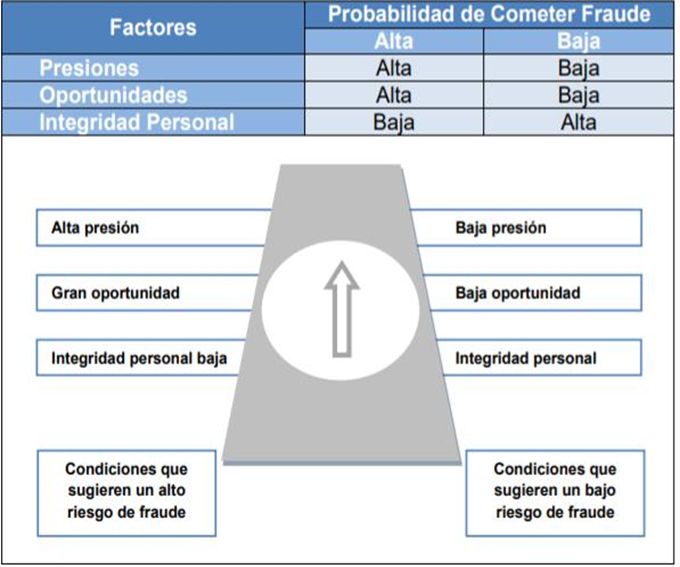 Factores
Probabilidad de Cometer Fraude
Alta Baja
Presiones Alta Baja
Oportunidades Alta Baja
Integridad Personal Baja Alta
Alta presión
Baja presión
Gran oportunidad
Baja oportunidad
Integridad personal baja
Integridad personal
Condiciones que
sugieren un alto
riesgo de fraude
Condiciones que
sugieren un bajo
riesgo de fraude